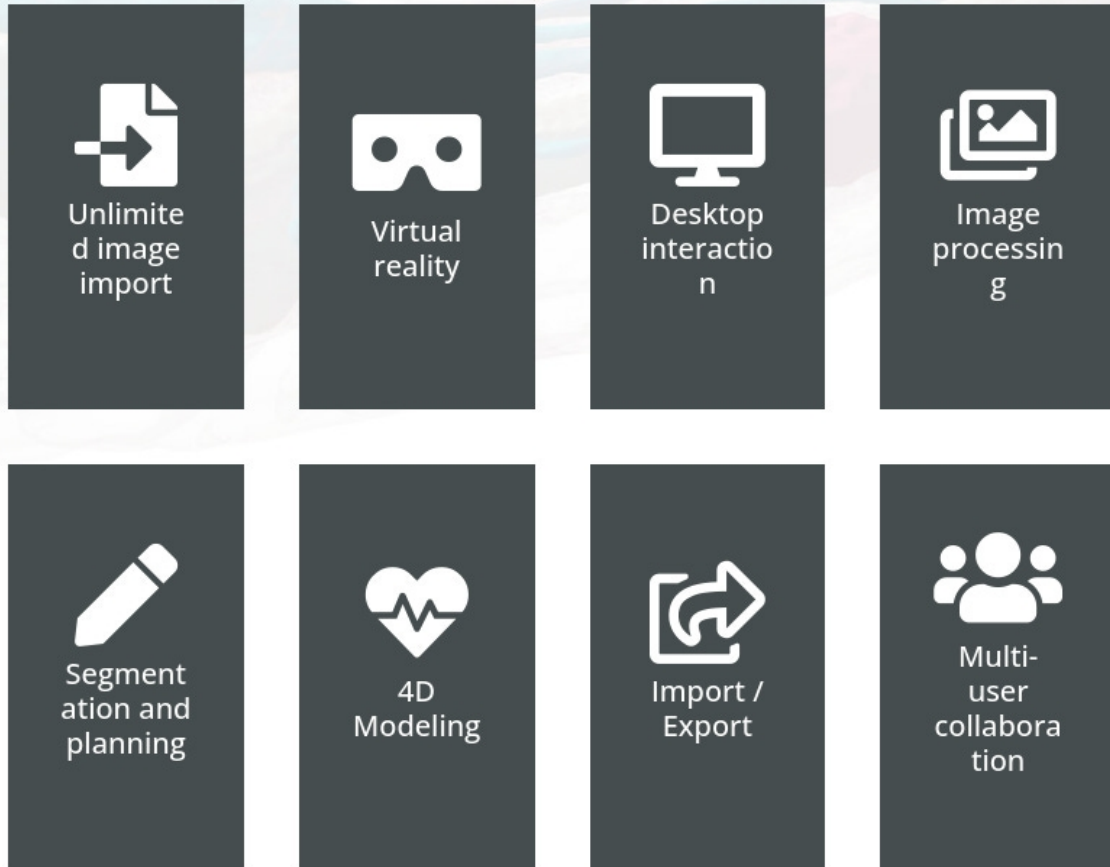 Unlimite
d image
import
Virtual
reality
Desktop
interactio
n
Image
processin
g
Segment
ation and
planning
4D
Modeling
Import /
Export
Multi-
user
collabora
tion